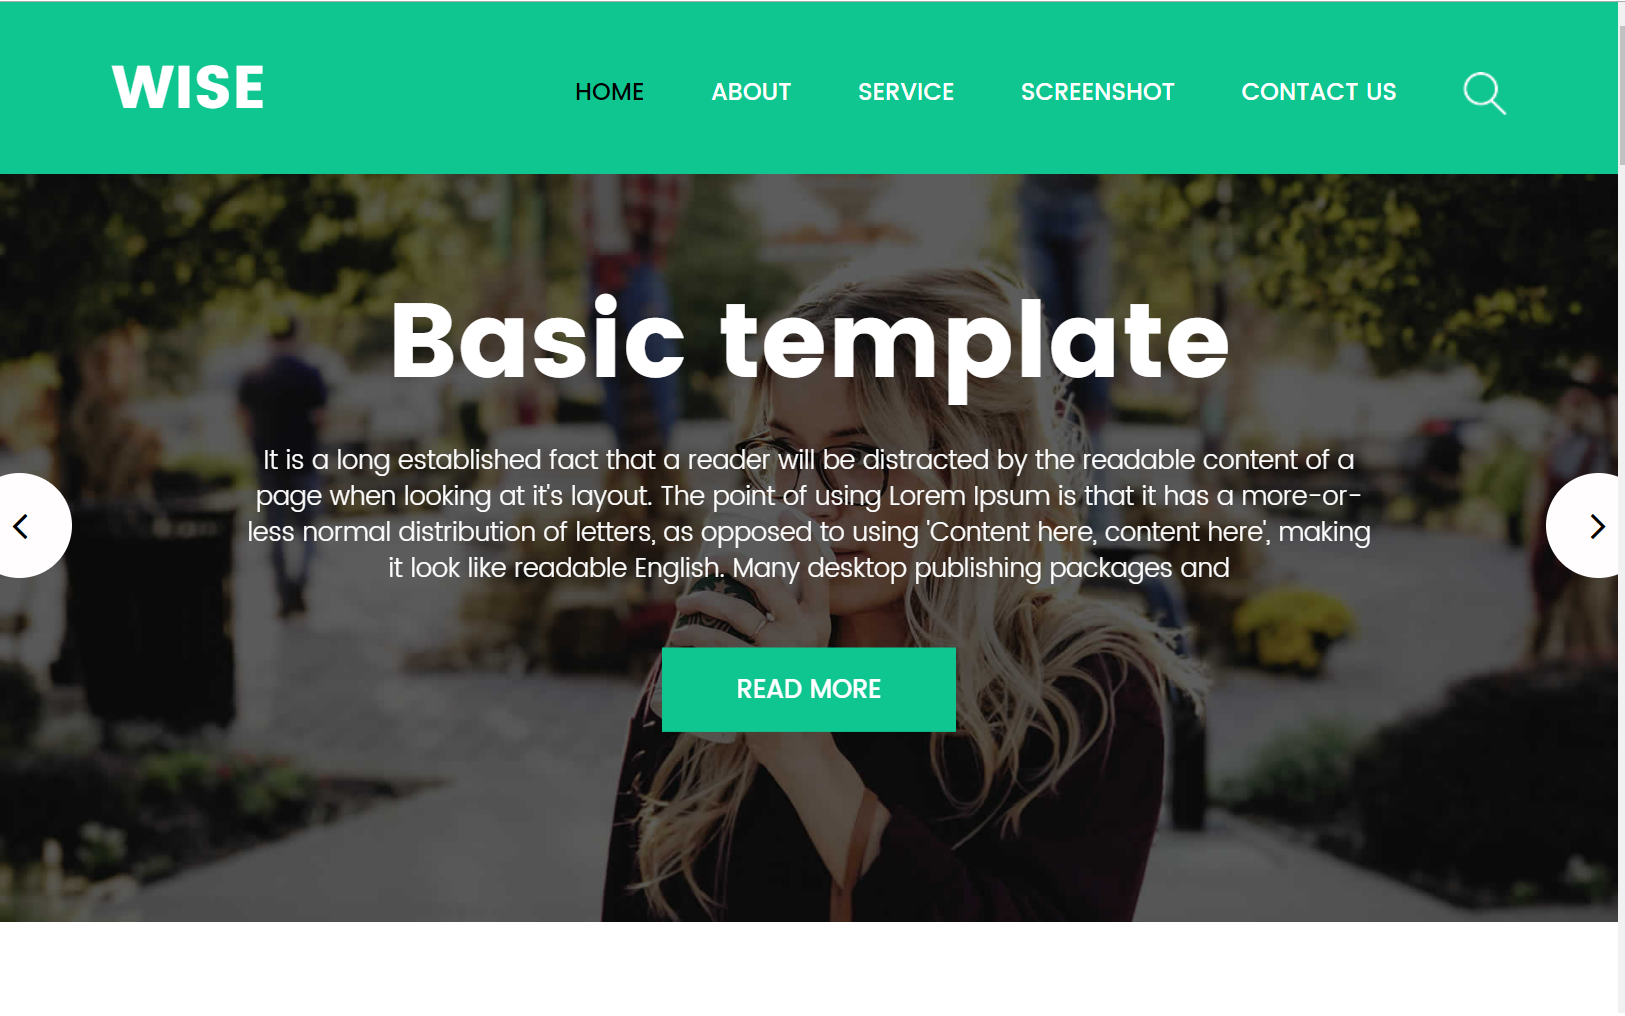 WISE
HOME ABOUT SERVICE SCREENSHOT CONTACT US
Basic template
It is a long established fact that a reader will be distracted by the readable content of a
page when looking at it's layout. The point of using Lorem Ipsum is that it has a more-or-
less normal distribution of letters, as opposed to using 'Content here, content here', making
it look like readable English. Many desktop publishing packages and
READ MORE